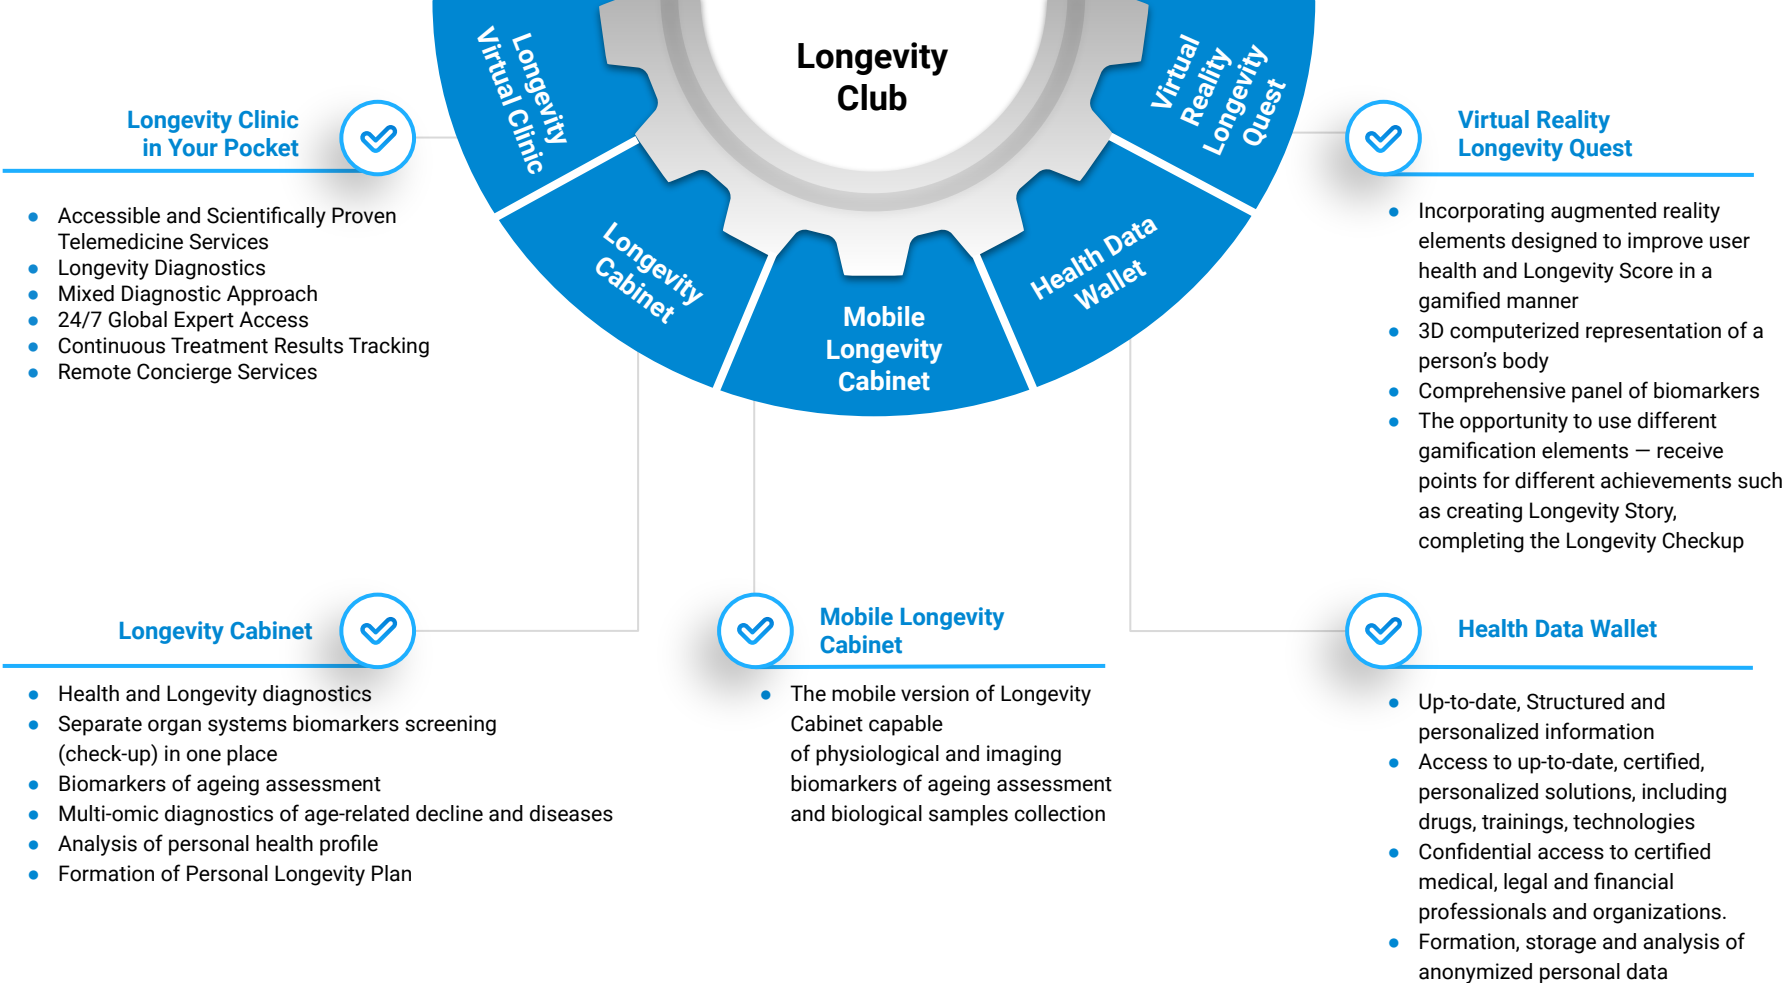 Longevity
Club
Longevity
Virtual Clinic
Longevity
Cabinet
Mobile
Longevity
Cabinet
Health Data
Wallet
Virtual
Reality
Longevity
Quest
Longevity Clinic
in Your Pocket
● Accessible and Scientifically Proven
Telemedicine Services
● Longevity Diagnostics
● Mixed Diagnostic Approach
● 24/7 Global Expert Access
● Continuous Treatment Results Tracking
● Remote Concierge Services
Virtual Reality
Longevity Quest
● Incorporating augmented reality
elements designed to improve user
health and Longevity Score in a
gamified manner
● 3D computerized representation of a
person's body
● Comprehensive panel of biomarkers
● The opportunity to use different
gamification elements — receive
points for different achievements such
as creating Longevity Story,
completing the Longevity Checkup
Longevity Cabinet
● Health and Longevity diagnostics
● Separate organ systems biomarkers screening
(check-up) in one place
● Biomarkers of ageing assessment
● Multi-omic diagnostics of age-related decline and diseases
● Analysis of personal health profile
● Formation of Personal Longevity Plan
Mobile Longevity
Cabinet
● The mobile version of Longevity
Cabinet capable
of physiological and imaging
biomarkers of ageing assessment
and biological samples collection
Health Data Wallet
● Up-to-date, Structured and
personalized information
● Access to up-to-date, certified,
personalized solutions, including
drugs, trainings, technologies
● Confidential access to certified
medical, legal and financial
professionals and organizations.
● Formation, storage and analysis of
anonymized personal data